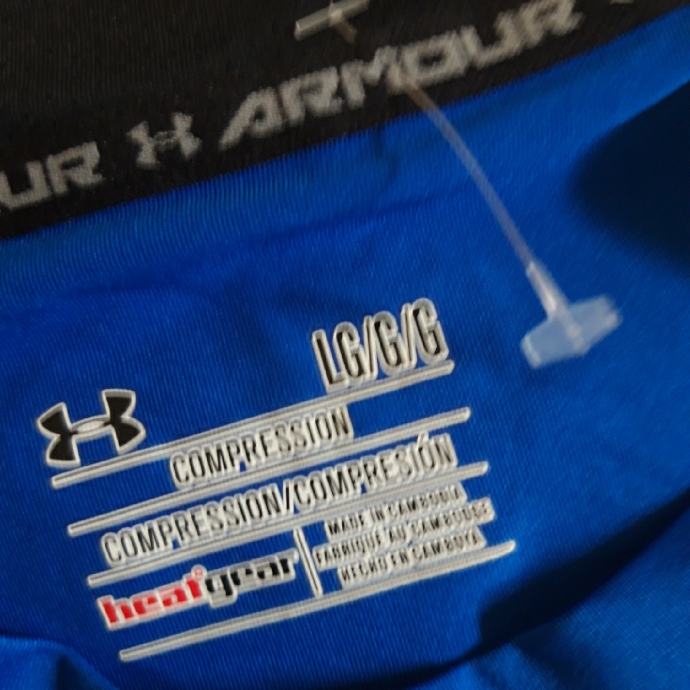 UR ARMOUR
LG/G/G
COMPRESSION
COMPRESSION/COMPRESIÓN
heatgear
MADE IN CAMBODIA
FABRIQUÉ AU CAMBODGE
HECHO EN CAMBOYA